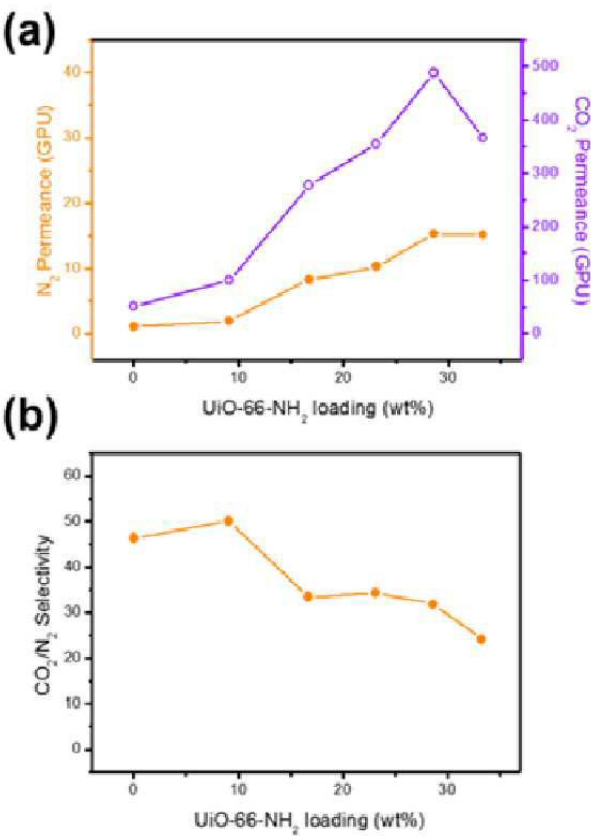 (a)
40
30
20
10
0
N₂ Permeance (GPU)
500
400
300
200
100
0
CO₂ Permeance (GPU)
0 10 20 30
UiO-66-NH₂ loading (wt%)
(b)
60
50
40
30
20
10
0
CO₂/N₂ Selectivity
0 10 20 30
UiO-66-NH₂ loading (wt%)